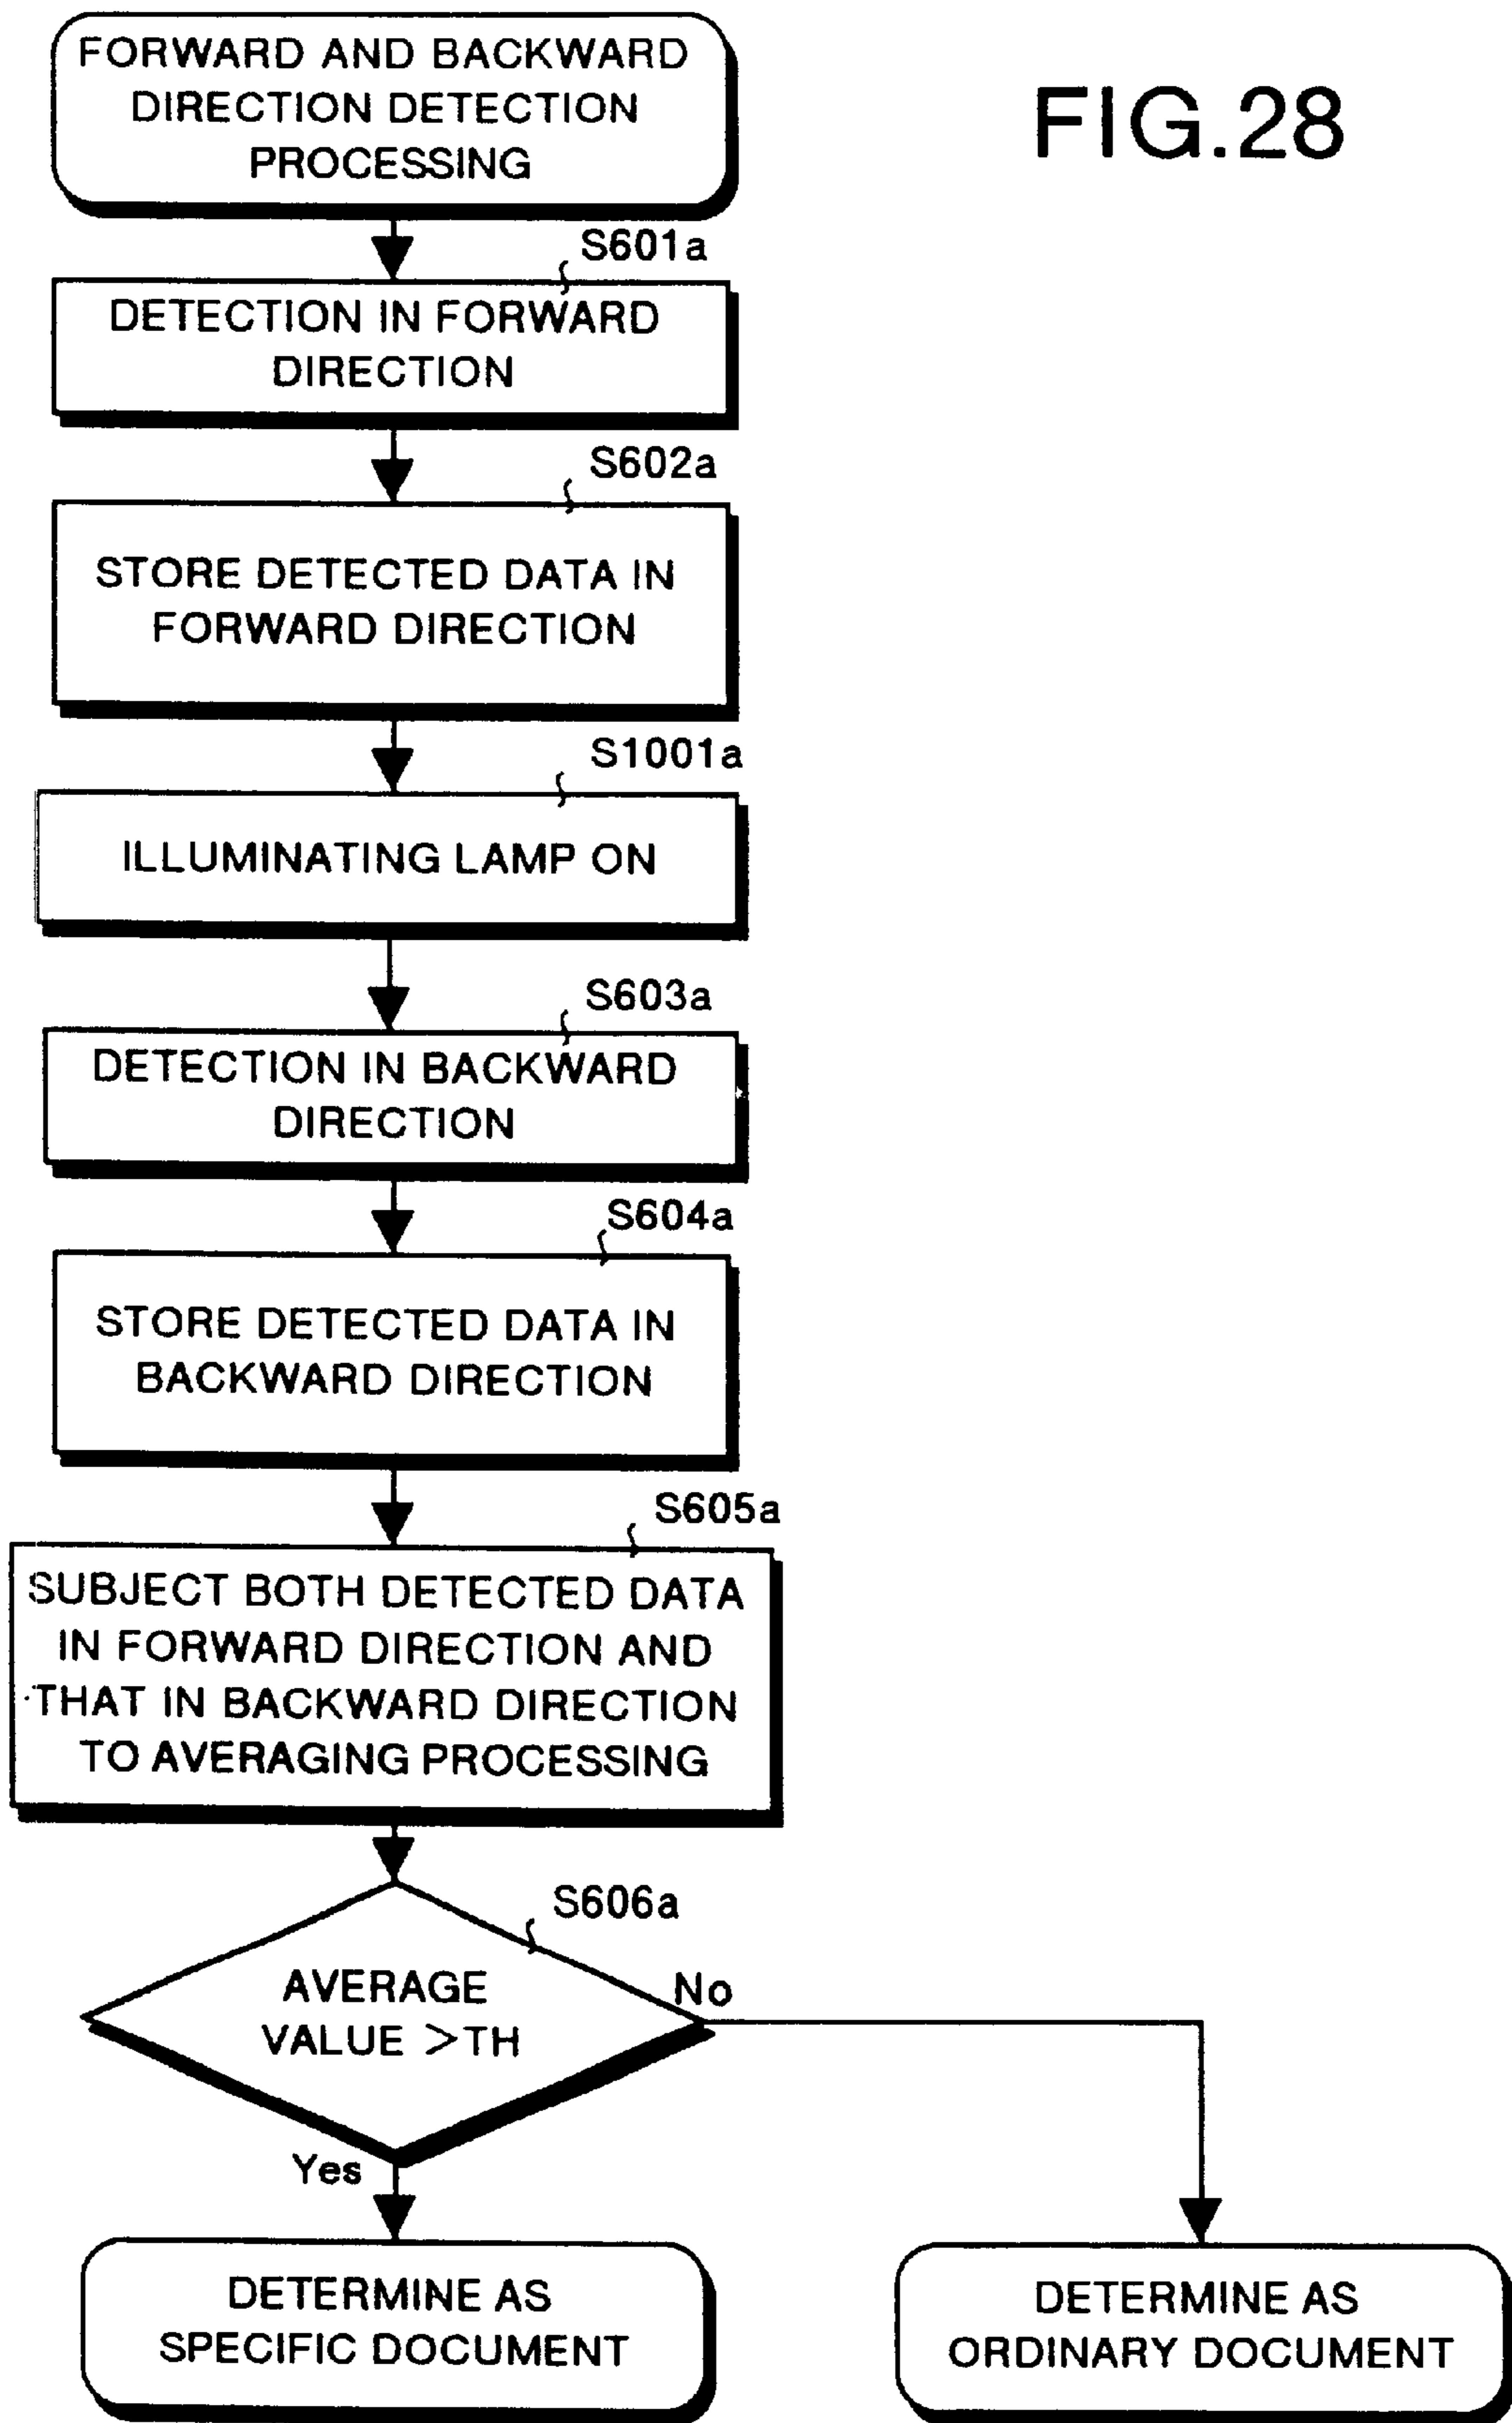 FORWARD AND BACKWARD
DIRECTION DETECTION
PROCESSING
FIG.28
S601a
DETECTION IN FORWARD
DIRECTION
S602a
STORE DETECTED DATA IN
FORWARD DIRECTION
S1001a
ILLUMINATING LAMP ON
S603a
DETECTION IN BACKWARD
DIRECTION
S604a
STORE DETECTED DATA IN
BACKWARD DIRECTION
S605a
SUBJECT BOTH DETECTED DATA
IN FORWARD DIRECTION AND
THAT IN BACKWARD DIRECTION
TO AVERAGING PROCESSING
S606a
AVERAGE
VALUE >TH
No
Yes
DETERMINE AS
SPECIFIC DOCUMENT
DETERMINE AS
ORDINARY DOCUMENT